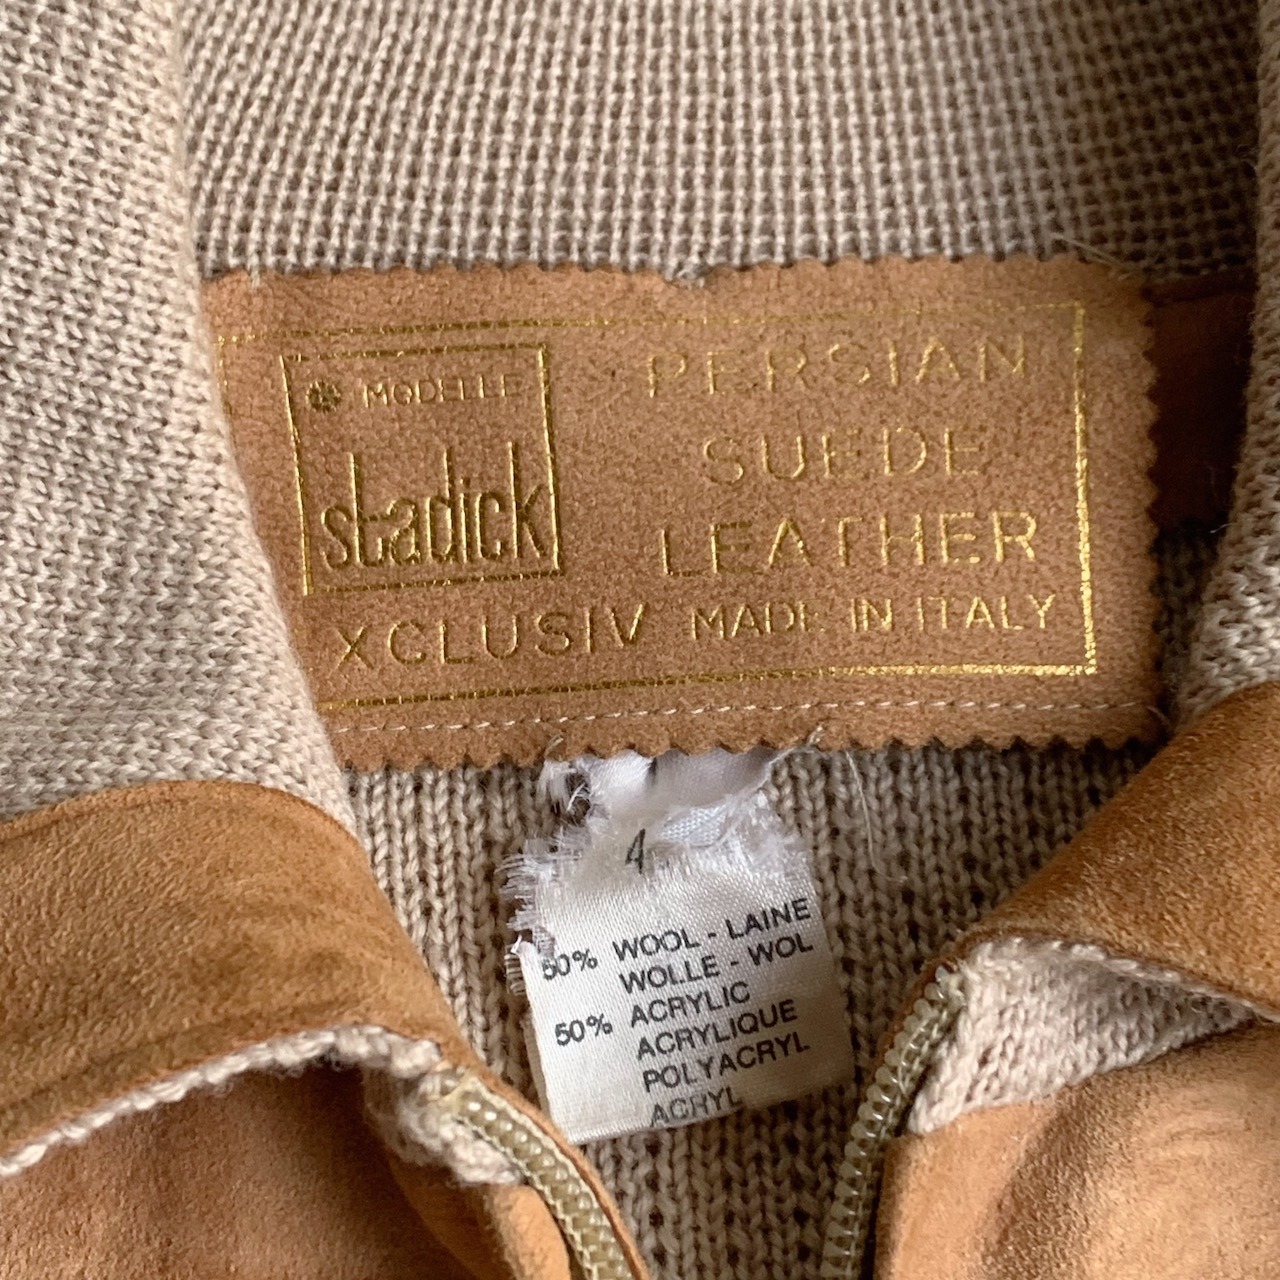 MODELLE
stadick
XCLUSIV
PERSIAN
SUEDE
LEATHER
MADE IN ITALY
4
50% WOOL - LAINE
WOLLE - WOL
50% ACRYLIC
ACRYLIQUE
POLYACRYL
ACRYL